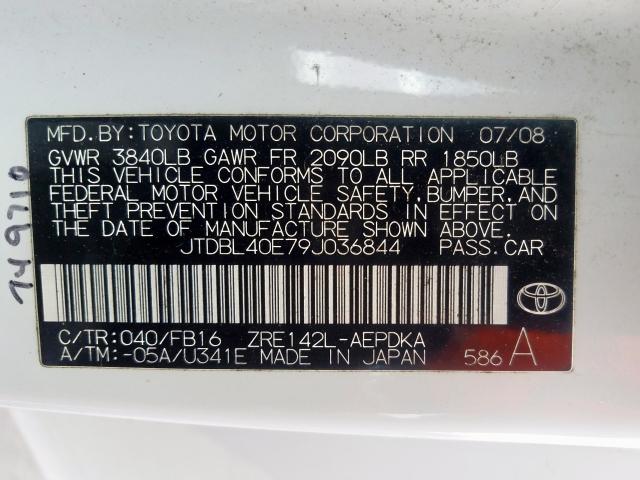 MFD.BY:TOYOTA MOTOR CORPORATION 07/08
GVWR 3840LB GAWR FR 2090LB RR 1850LB
THIS VEHICLE CONFORMS TO ALL APPLICABLE
FEDERAL MOTOR VEHICLE SAFETY,BUMPER,AND
THEFT PREVENTION STANDARDS IN EFFECT ON
THE DATE OF MANUFACTURE SHOWN ABOVE.
JTDBL40E79J036844 PASS.CAR
C/TR:040/FB16 ZRE142L-AEPDKA
A/TM:-05A/U341E MADE IN JAPAN 586 A